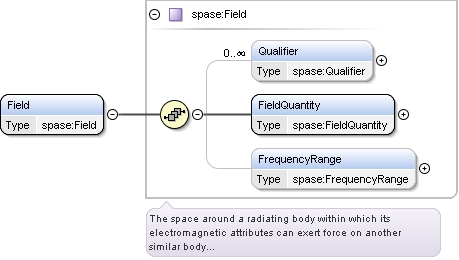 spase:Field
0..∞
Qualifier
Type spase:Qualifier
Field
Type spase:Field
FieldQuantity
Type spase:FieldQuantity
FrequencyRange
Type spase:FrequencyRange
The space around a radiating body within which its
electromagnetic attributes can exert force on another
similar body...